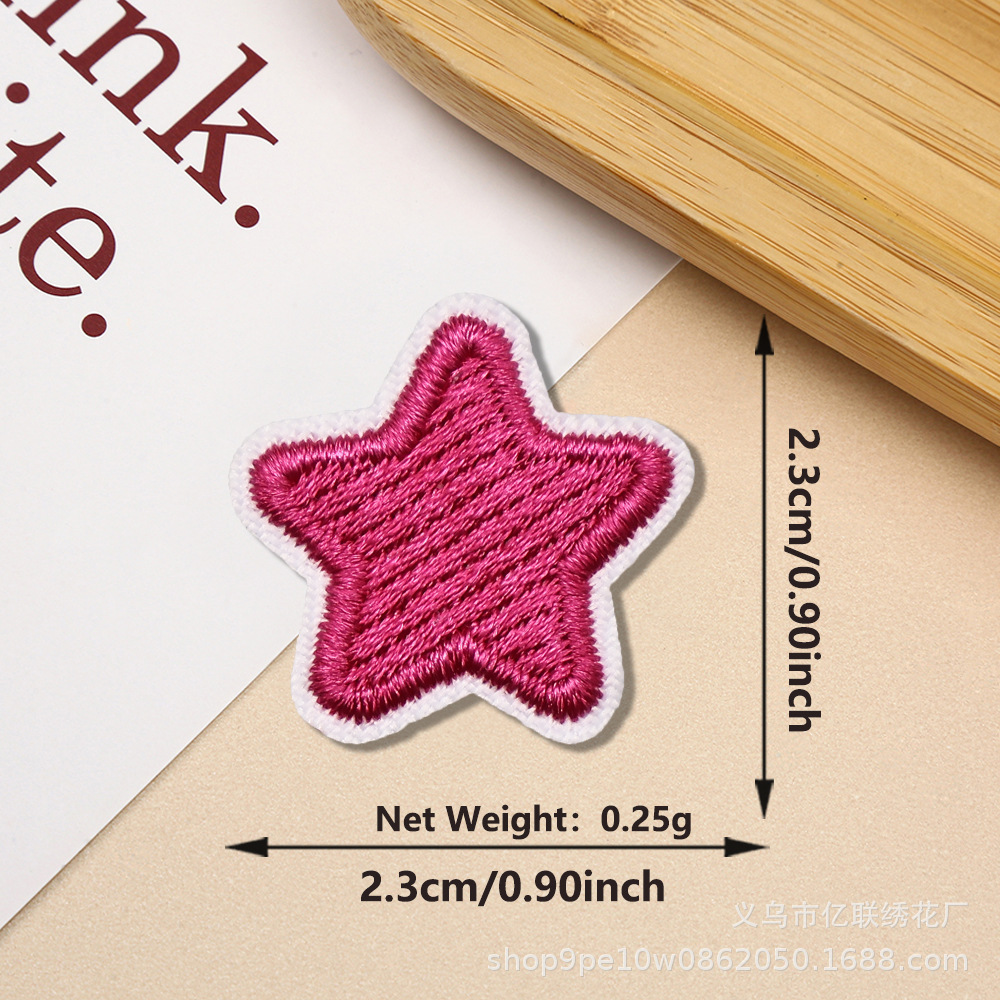 ink.
ite.
2.3cm/0.90inch
Net Weight: 0.25g
2.3cm/0.90inch
义乌市亿联绣花厂
shop9pe10w0862050.1688.com